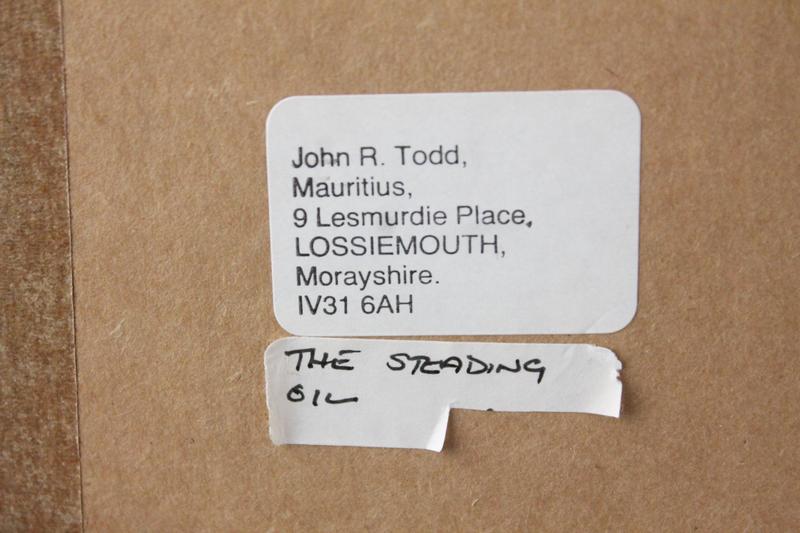 John R. Todd,
Mauritius,
9 Lesmurdie Place,
LOSSIEMOUTH,
Morayshire.
IV31 6AH
THE STEADING
OIL